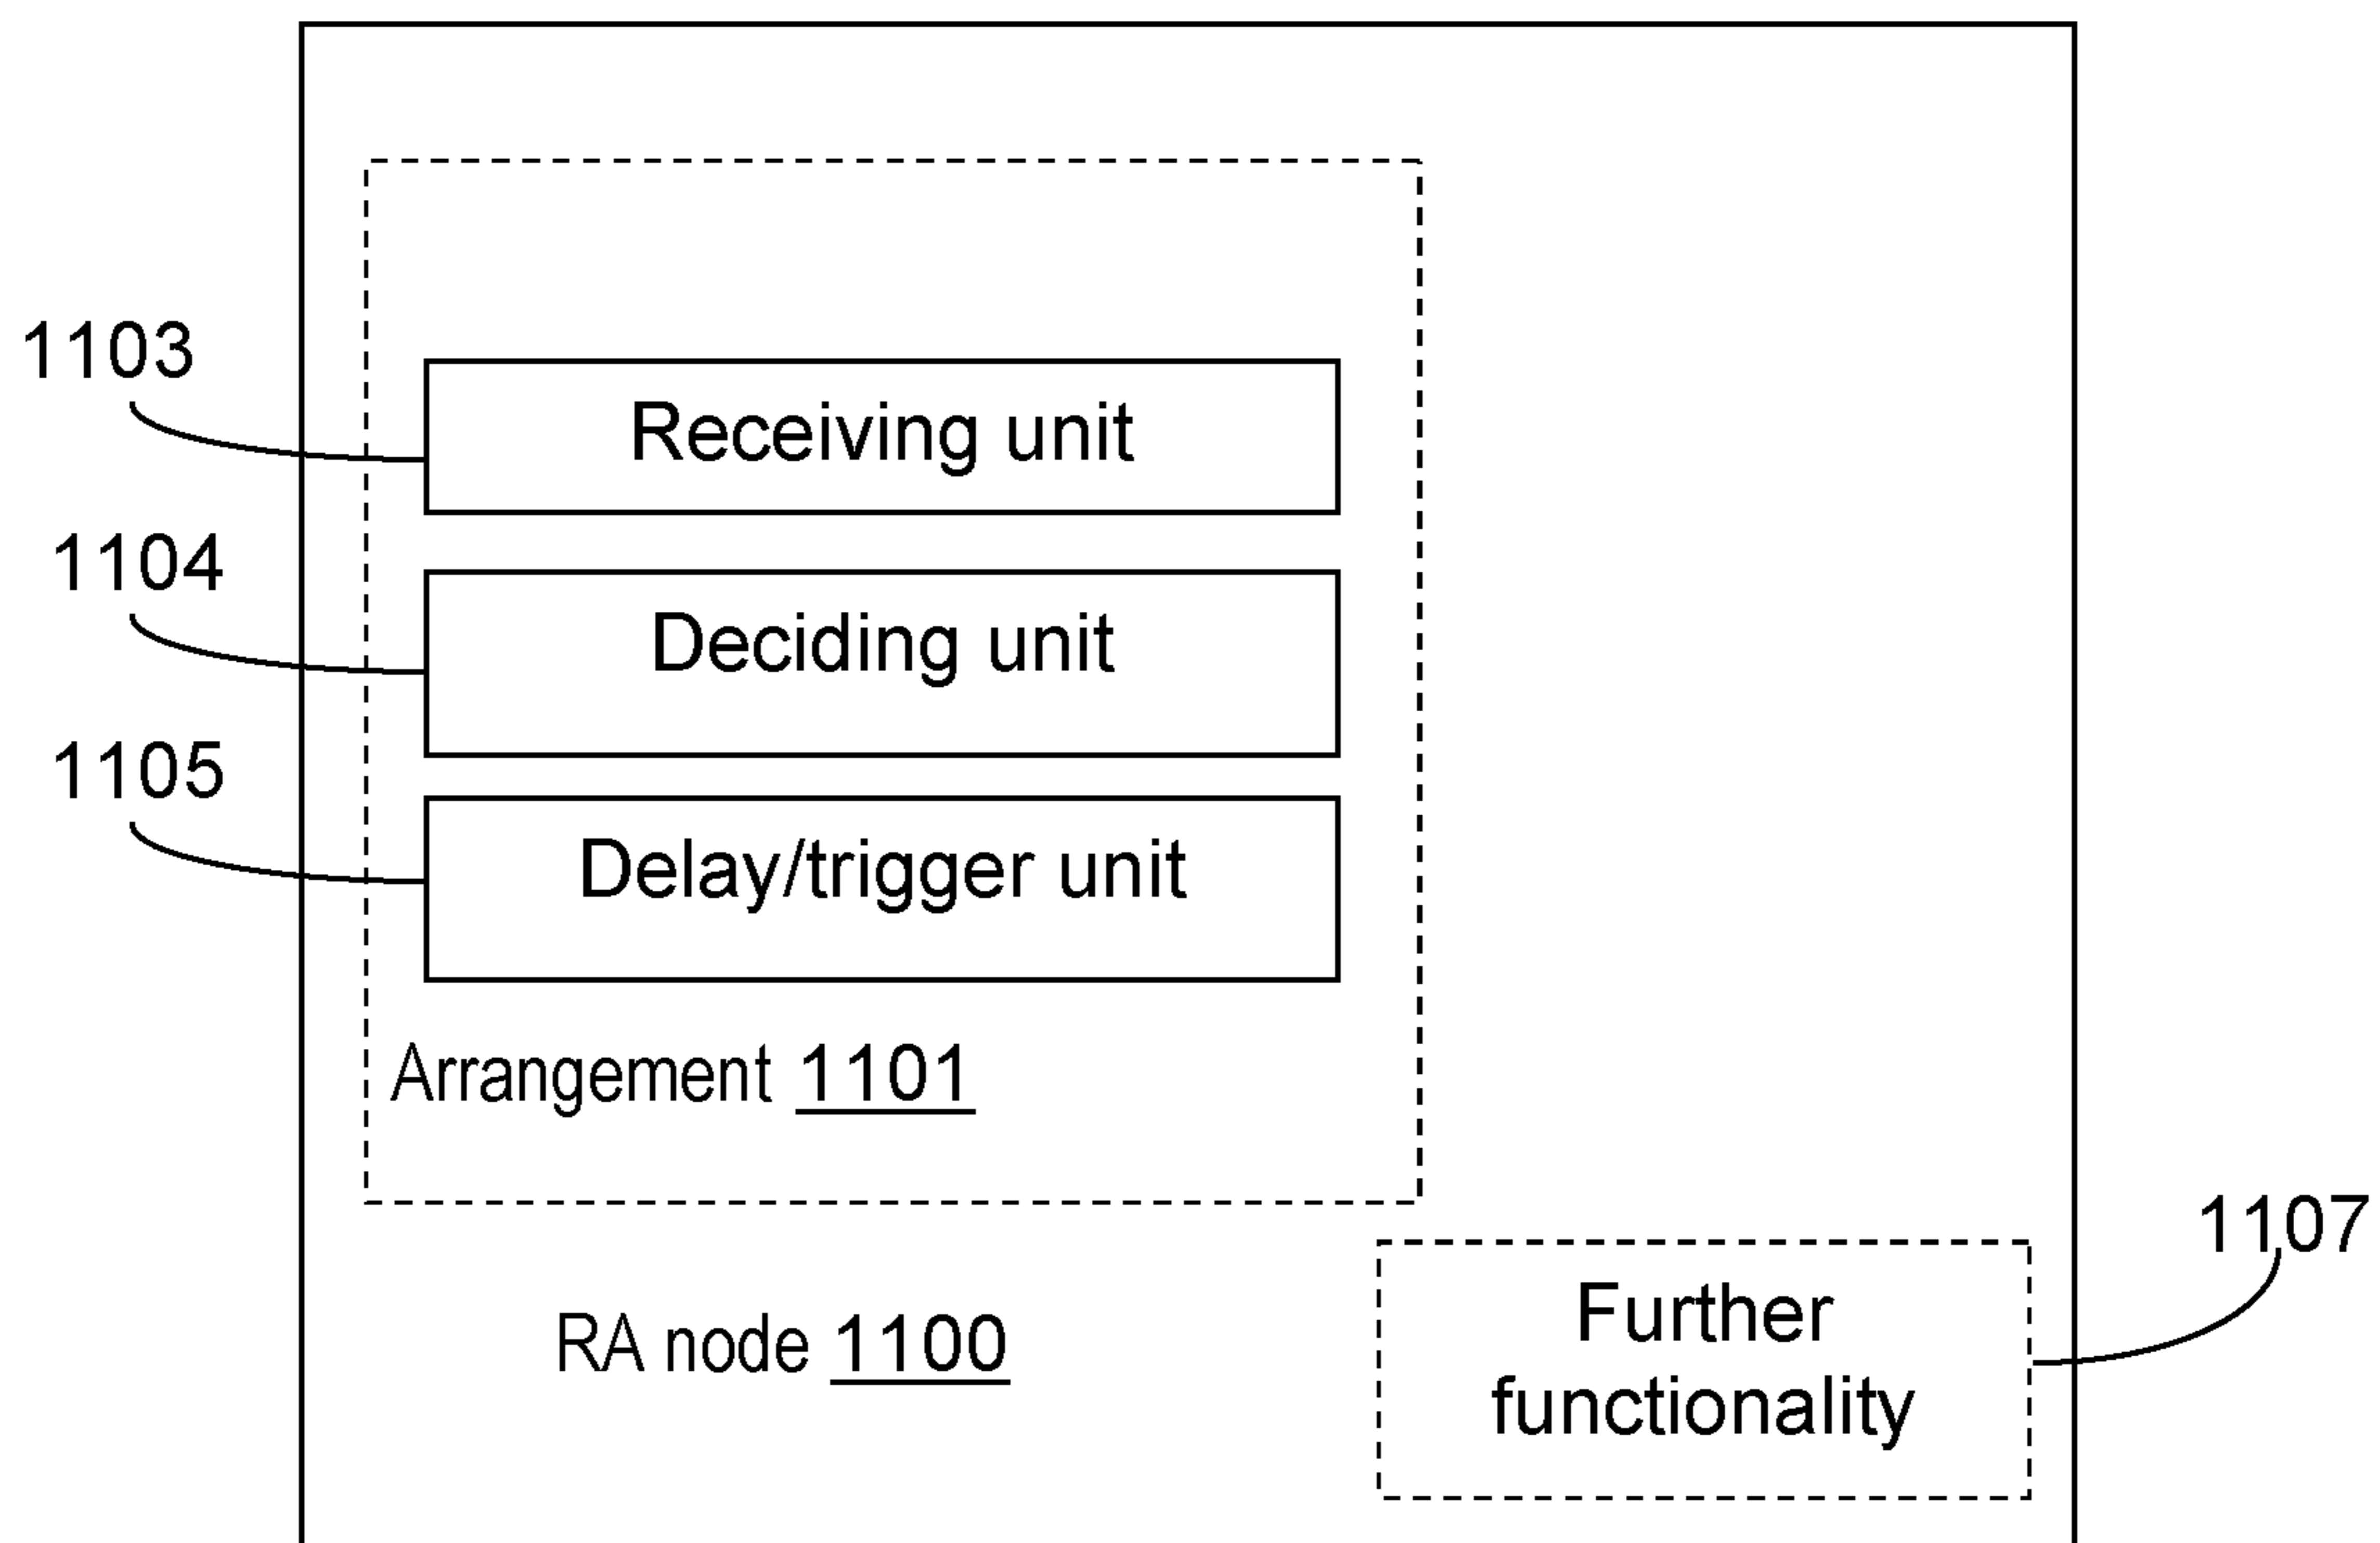 1103
Receiving unit
1104
Deciding unit
1105
Delay/trigger unit
Arrangement 1101
1107
Further
functionality
RA node 1100